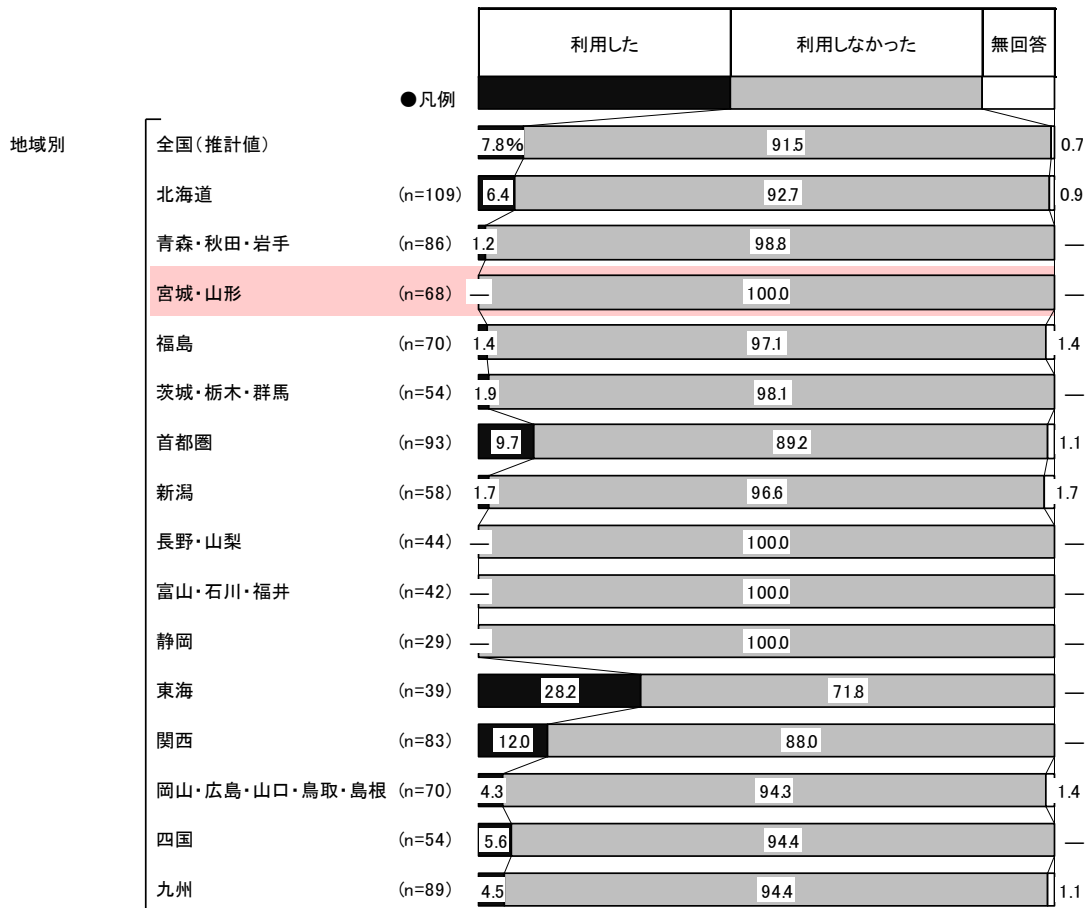 利用した 利用しなかった 無回答
●凡例
地域別 全国(推計値) 7.8% 91.5 0.7
北海道 (n=109) 6.4 92.7 0.9
青森・秋田・岩手 (n=86) 1.2 98.8 —
宮城・山形 (n=68) — 100.0 —
福島 (n=70) 1.4 97.1 1.4
茨城・栃木・群馬 (n=54) 1.9 98.1 —
首都圏 (n=93) 9.7 89.2 1.1
新潟 (n=58) 1.7 96.6 1.7
長野・山梨 (n=44) — 100.0 —
富山・石川・福井 (n=42) — 100.0 —
静岡 (n=29) — 100.0 —
東海 (n=39) 28.2 71.8 —
関西 (n=83) 12.0 88.0 —
岡山・広島・山口・鳥取・島根 (n=70) 4.3 94.3 1.4
四国 (n=54) 5.6 94.4 —
九州 (n=89) 4.5 94.4 1.1